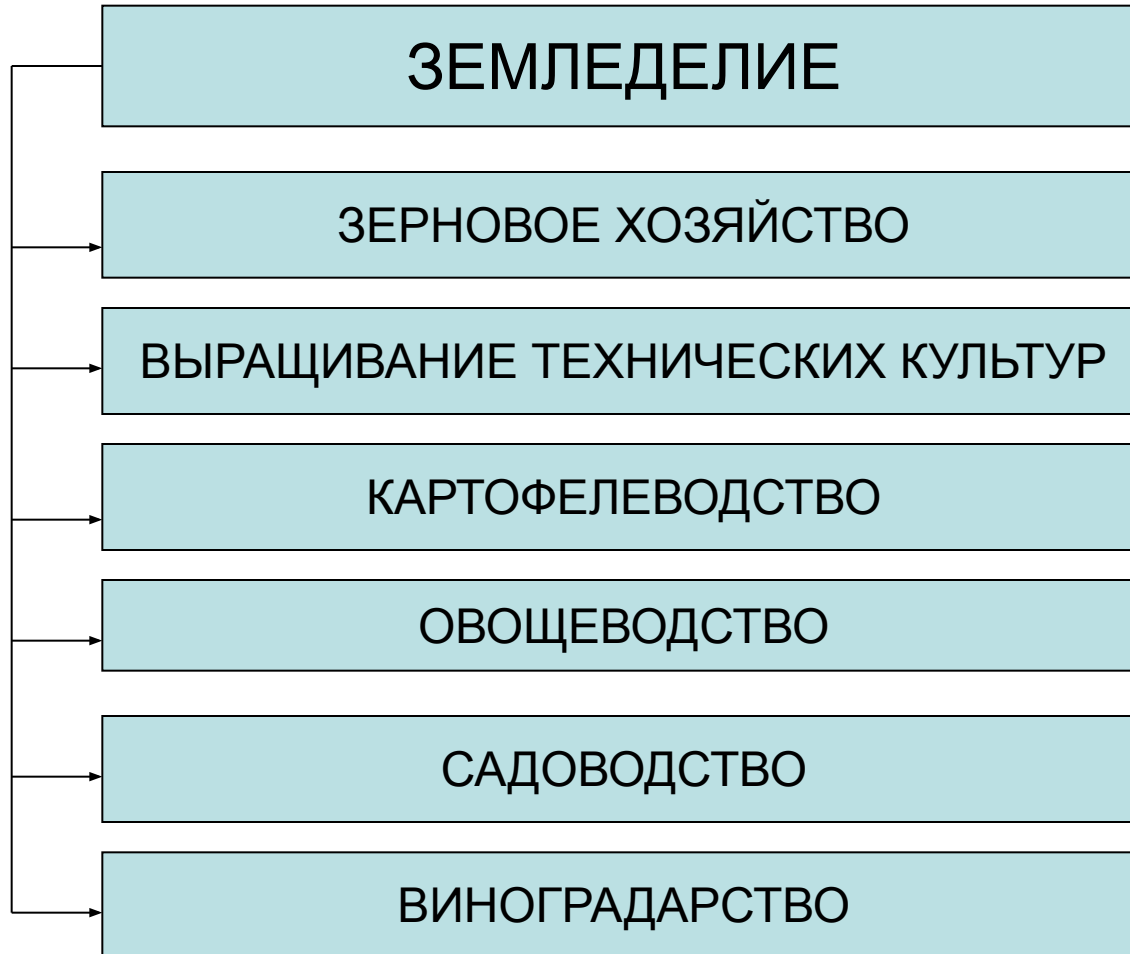 ЗЕМЛЕДЕЛИЕ
ЗЕРНОВОЕ ХОЗЯЙСТВО
ВЫРАЩИВАНИЕ ТЕХНИЧЕСКИХ КУЛЬТУР
КАРТОФЕЛЕВОДСТВО
ОВОЩЕВОДСТВО
САДОВОДСТВО
ВИНОГРАДАРСТВО